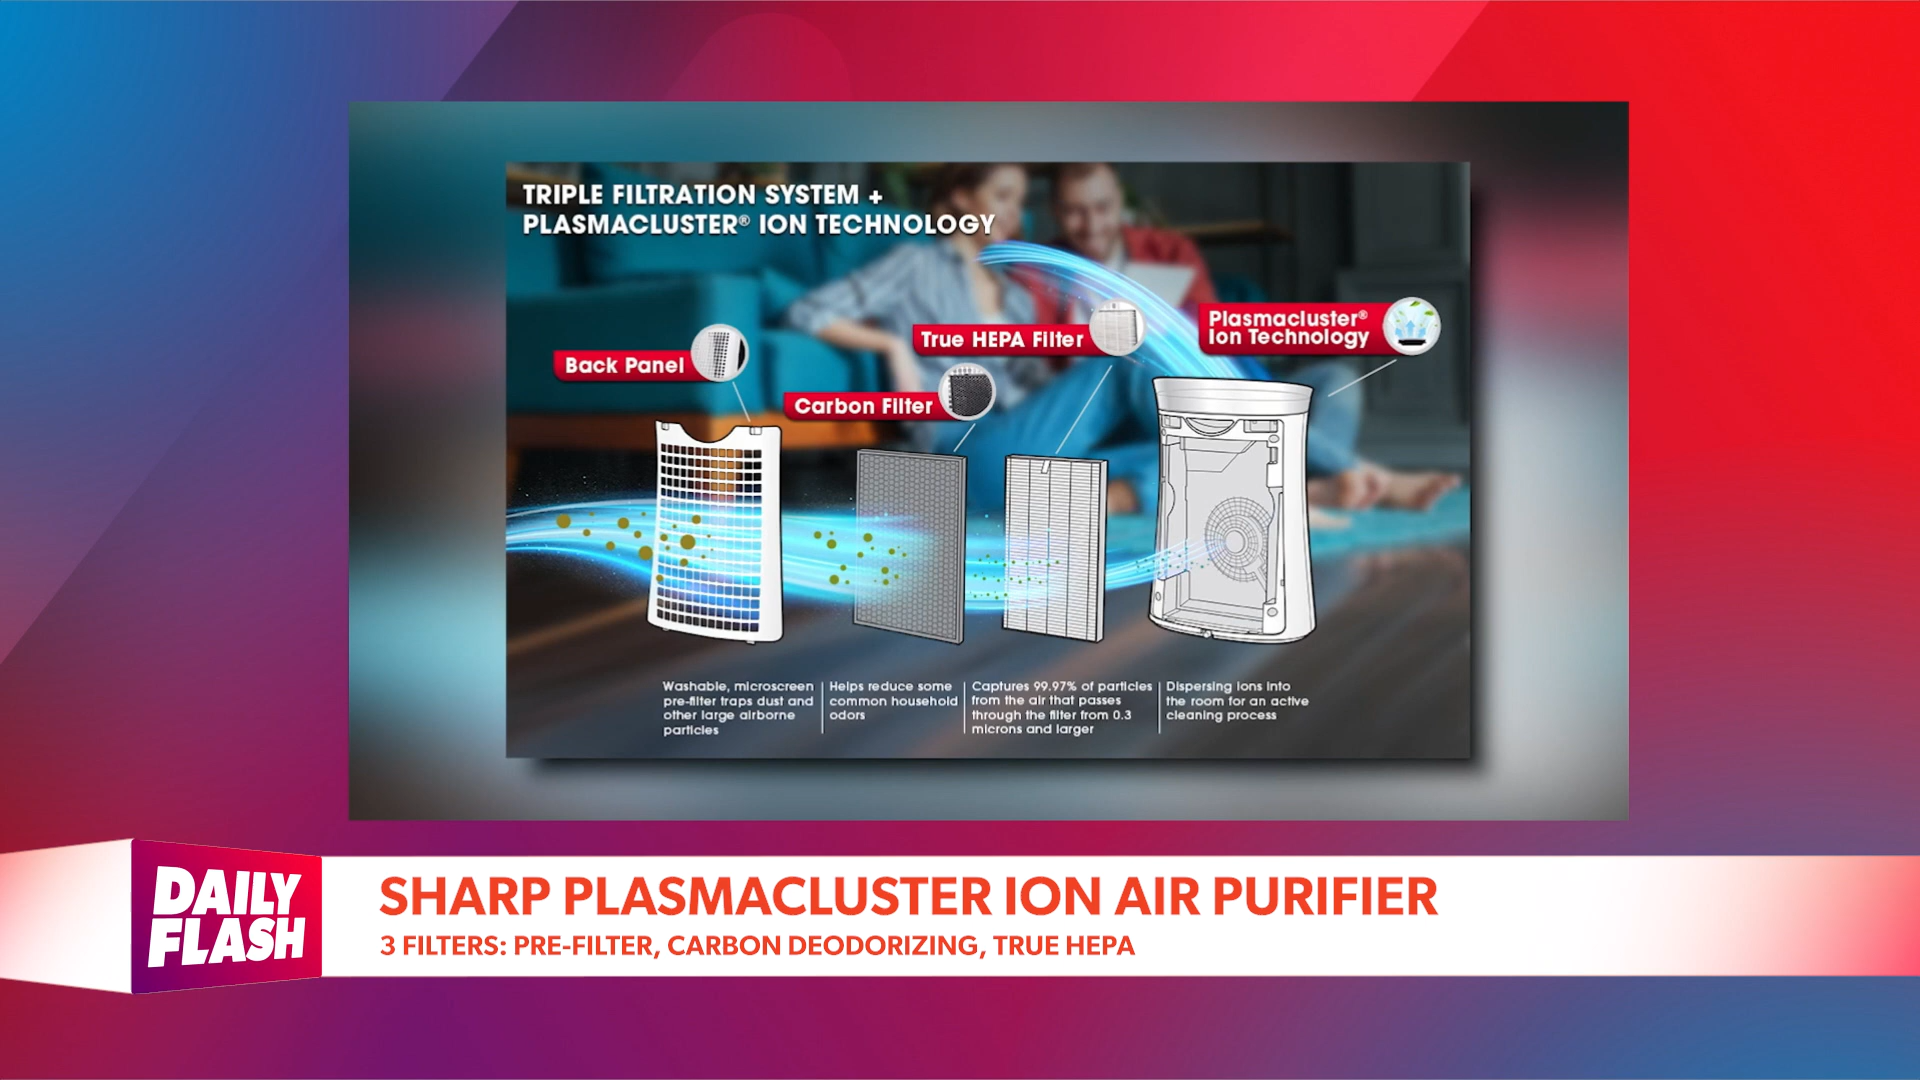 TRIPLE FILTRATION SYSTEM +
PLASMACLUSTER® ION TECHNOLOGY
Back Panel
Carbon Filter
True HEPA Filter
Plasmacluster®
Ion Technology
Washable, microscreen
pre-filter traps dust and
other large airborne
particles
Helps reduce some
common household
odors
Captures 99.97% of particles
from the air that passes
through the filter from 0.3
microns and larger
Dispersing ions into
the room for an active
cleaning process
DAILY
FLASH
SHARP PLASMACLUSTER ION AIR PURIFIER
3 FILTERS: PRE-FILTER, CARBON DEODORIZING, TRUE HEPA